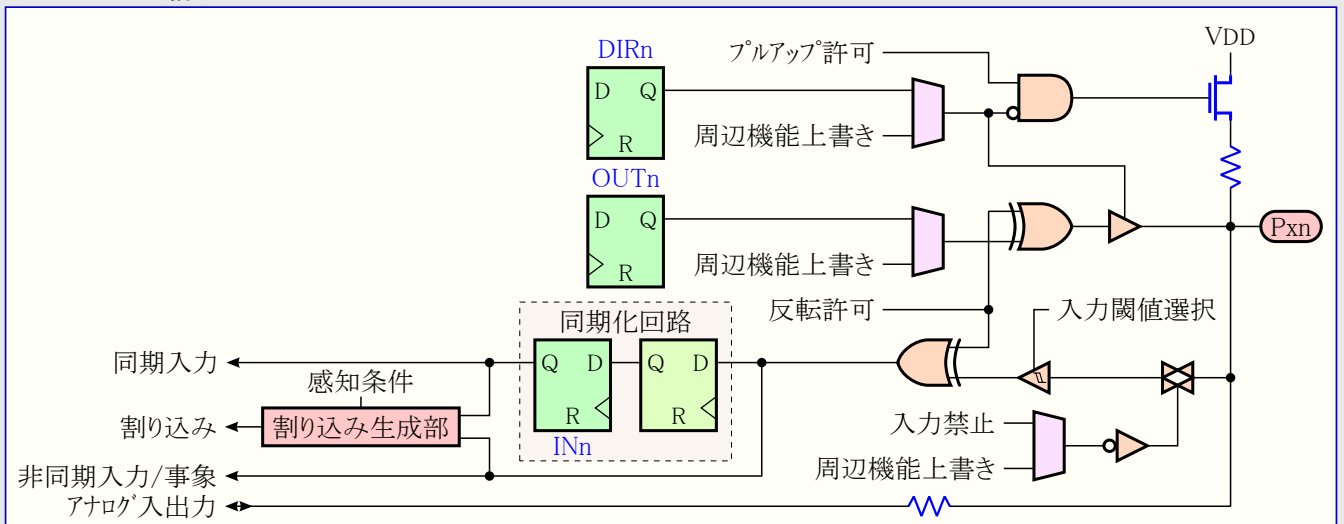 DIRn
プルアップ許可
VDD
D Q
R
周辺機能上書き
OUTn
D Q
R
周辺機能上書き
Pxn
反転許可
入力閾値選択
同期化回路
同期入力
Q D
R
INn
Q D
感知条件
割り込み
割り込み生成部
入力禁止
周辺機能上書き
非同期入力/事象
アナログ入出力